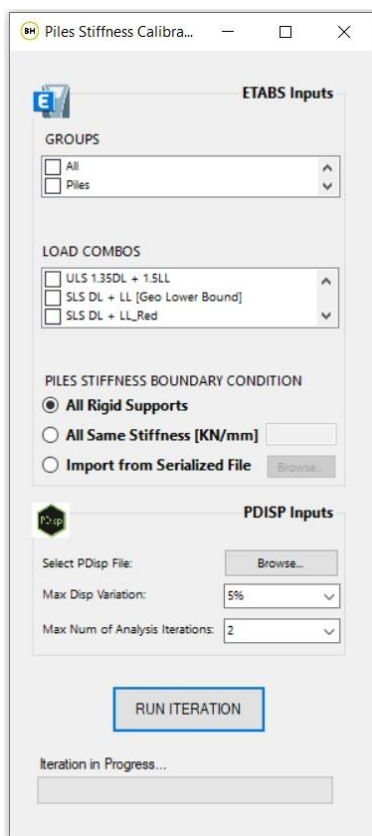 BH Piles Stiffness Calibra...
ETABS Inputs
E
GROUPS
All
Piles
LOAD COMBOS
ULS 1.35DL + 1.5LL
SLS DL + LL [Geo Lower Bound]
SLS DL + LL_Red
PILES STIFFNESS BOUNDARY CONDITION
All Rigid Supports
All Same Stiffness [KN/mm]
Import from Serialized File Browse...
PDisp
PDISP Inputs
Select PDisp File: Browse...
Max Disp Variation: 5%
Max Num of Analysis Iterations: 2
RUN ITERATION
Iteration in Progress...